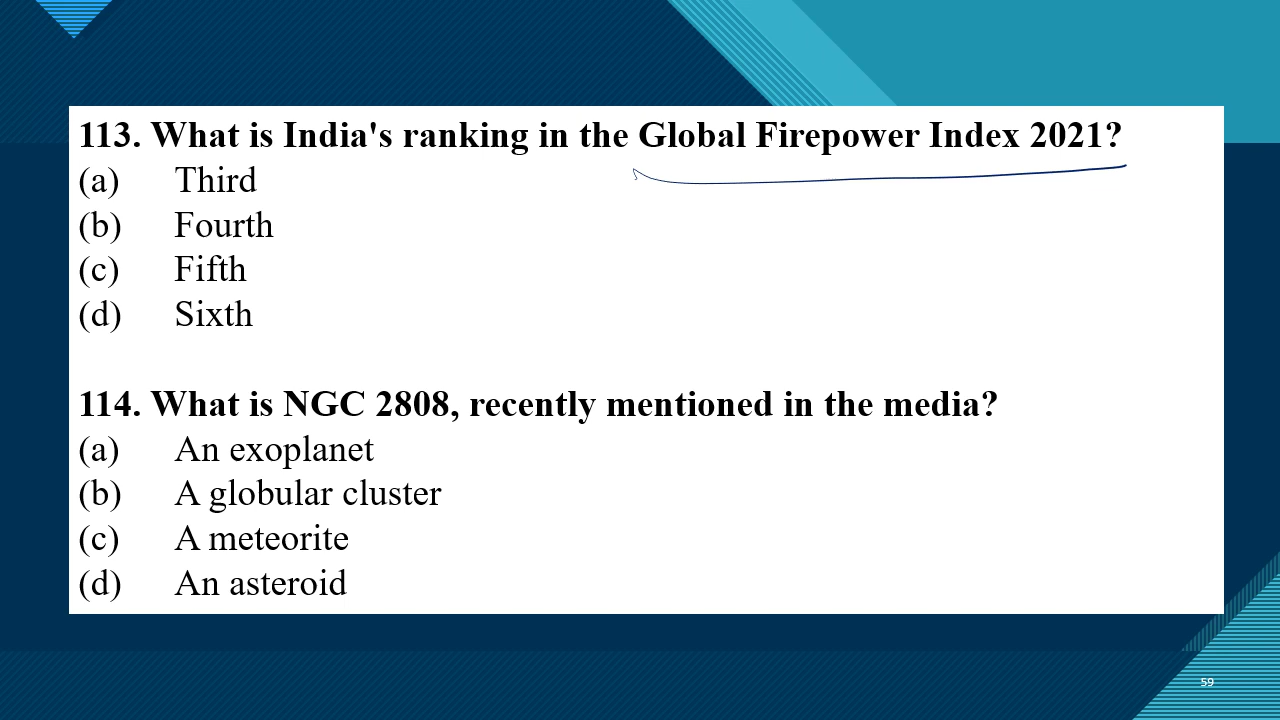 113. What is India's ranking in the Global Firepower Index 2021?
(a) Third
(b) Fourth
(c) Fifth
(d) Sixth
114. What is NGC 2808, recently mentioned in the media?
(a) An exoplanet
(b) A globular cluster
(c) A meteorite
(d) An asteroid
59